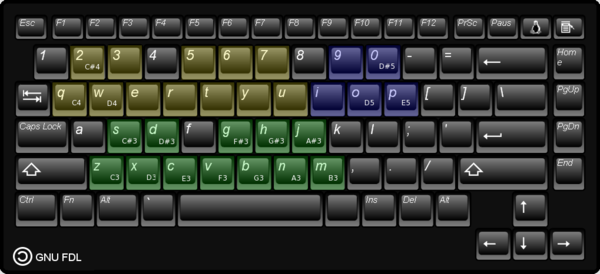 Esc F1 F2 F3 F4 F5 F6 F7 F8 F9 F10 F11 F12 PrSc Paus
1 2 C#4 3 4 5 6 7 8 9 0 D#5 - = Home
q C4 w D4 e r t y u i o D5 p E5 [ ] \ PgUp
Caps Lock a s C#3 d D#3 f g F#3 h G#3 j A#3 k l ; ' PgDn
z C3 x D3 c E3 v F3 b G3 n A3 m B3 , . / End
Ctrl Fn Alt ` Ins Del Alt
GNU FDL